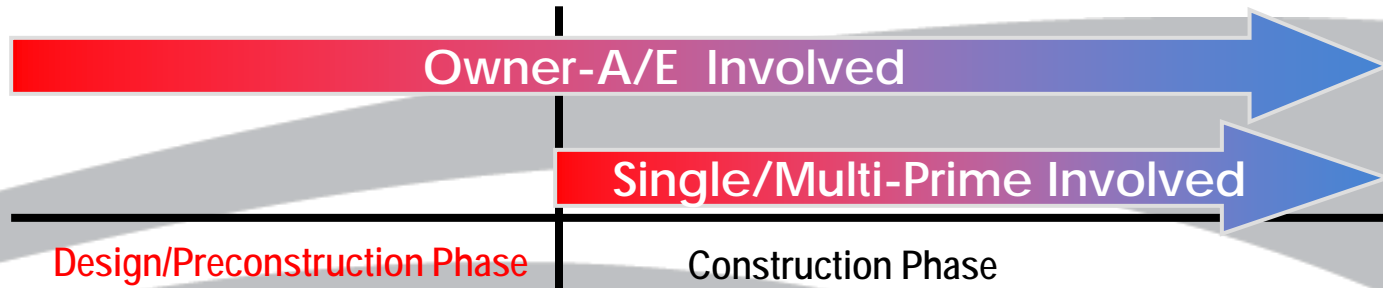 Owner-A/E Involved
Single/Multi-Prime Involved
Design/Preconstruction Phase
Construction Phase